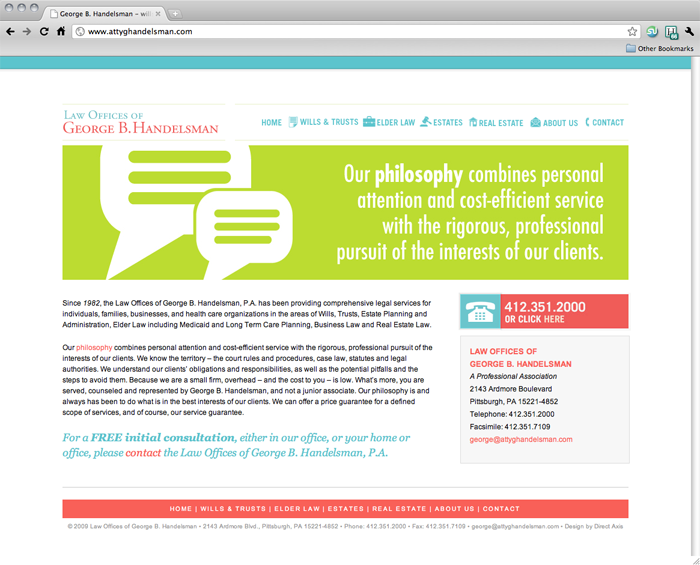 George B. Handelsman – wil
www.attyghandelsman.com
Other Bookmarks
LAW OFFICES OF
GEORGE B. HANDELSMAN
HOME WILLS & TRUSTS ELDER LAW ESTATES REAL ESTATE ABOUT US CONTACT
Our philosophy combines personal
attention and cost-efficient service
with the rigorous, professional
pursuit of the interests of our clients.
Since 1982, the Law Offices of George B. Handelsman, P.A. has been providing comprehensive legal services for
individuals, families, businesses, and health care organizations in the areas of Wills, Trusts, Estate Planning and
Administration, Elder Law including Medicaid and Long Term Care Planning, Business Law and Real Estate Law.
Our philosophy combines personal attention and cost-efficient service with the rigorous, professional pursuit of the
interests of our clients. We know the territory – the court rules and procedures, case law, statutes and legal
authorities. We understand our clients' obligations and responsibilities, as well as the potential pitfalls and the
steps to avoid them. Because we are a small firm, overhead – and the cost to you – is low. What's more, you are
served, counseled and represented by George B. Handelsman, and not a junior associate. Our philosophy is and
always has been to do what is in the best interests of our clients. We can offer a price guarantee for a defined
scope of services, and of course, our service guarantee.
For a FREE initial consultation, either in our office, or your home or
office, please contact the Law Offices of George B. Handelsman, P.A.
412.351.2000
OR CLICK HERE
LAW OFFICES OF
GEORGE B. HANDELSMAN
A Professional Association
2143 Ardmore Boulevard
Pittsburgh, PA 15221-4852
Telephone: 412.351.2000
Facsimile: 412.351.7109
george@attyghandelsman.com
HOME | WILLS & TRUSTS | ELDER LAW | ESTATES | REAL ESTATE | ABOUT US | CONTACT
© 2009 Law Offices of George B. Handelsman • 2143 Ardmore Blvd., Pittsburgh, PA 15221-4852 • Phone: 412.351.2000 • Fax: 412.351.7109 • george@attyghandelsman.com • Design by Direct Axis